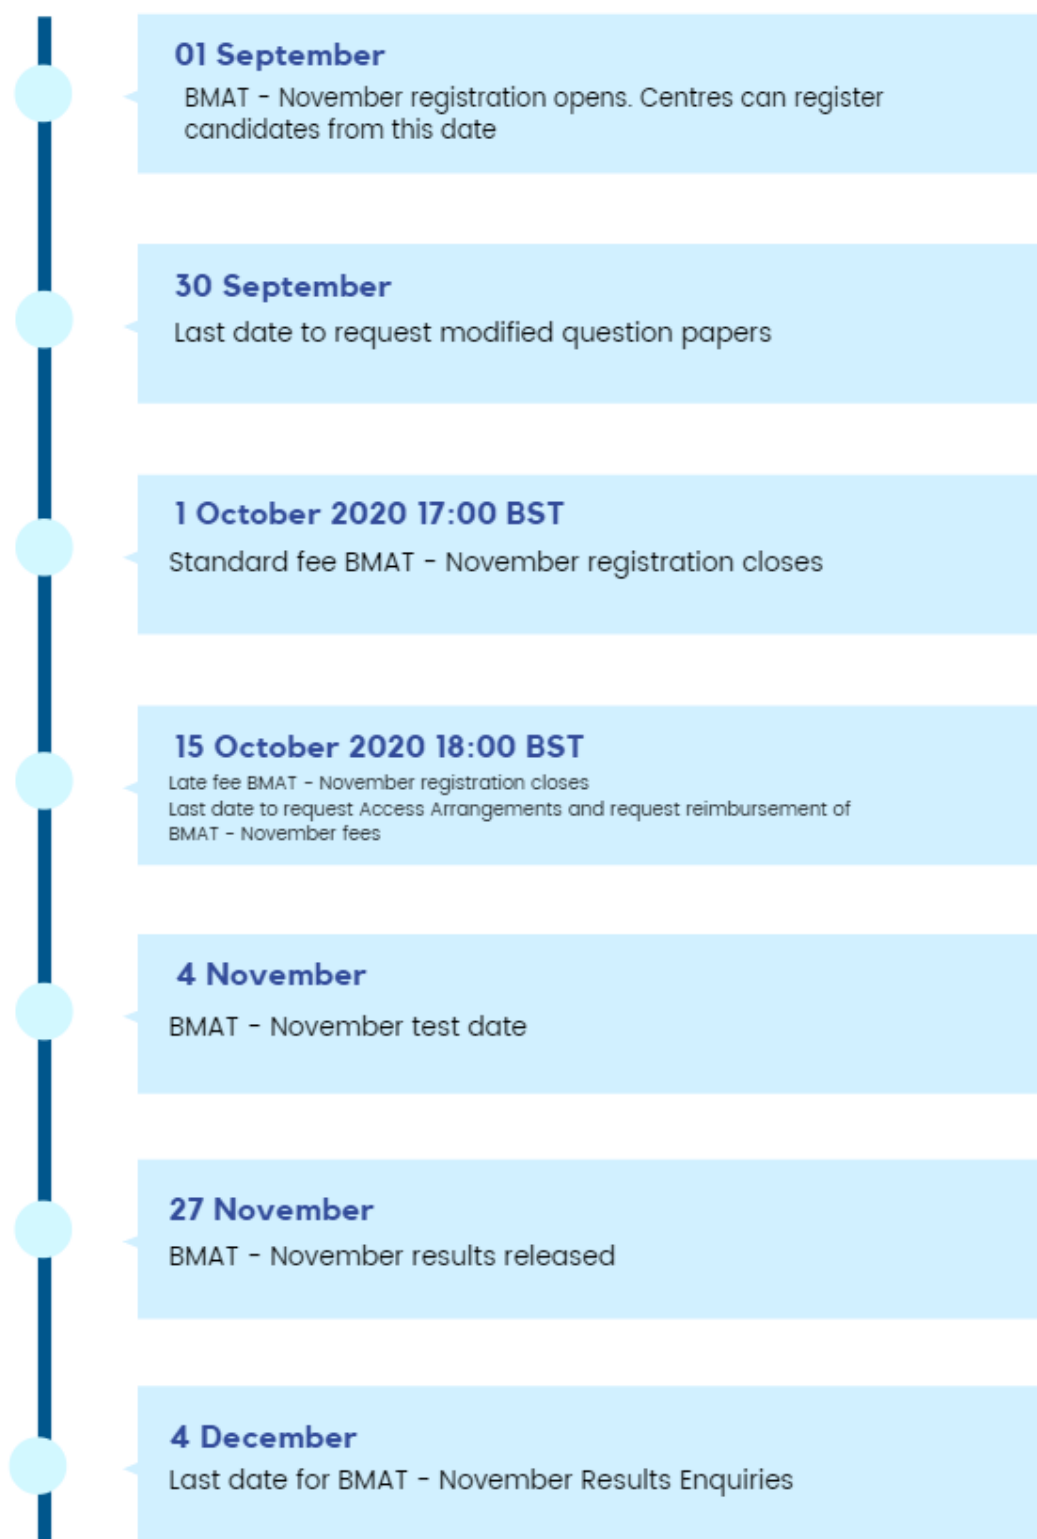 01 September
BMAT - November registration opens. Centres can register
candidates from this date
30 September
Last date to request modified question papers
1 October 2020 17:00 BST
Standard fee BMAT - November registration closes
15 October 2020 18:00 BST
Late fee BMAT - November registration closes
Last date to request Access Arrangements and request reimbursement of
BMAT - November fees
4 November
BMAT - November test date
27 November
BMAT - November results released
4 December
Last date for BMAT - November Results Enquiries